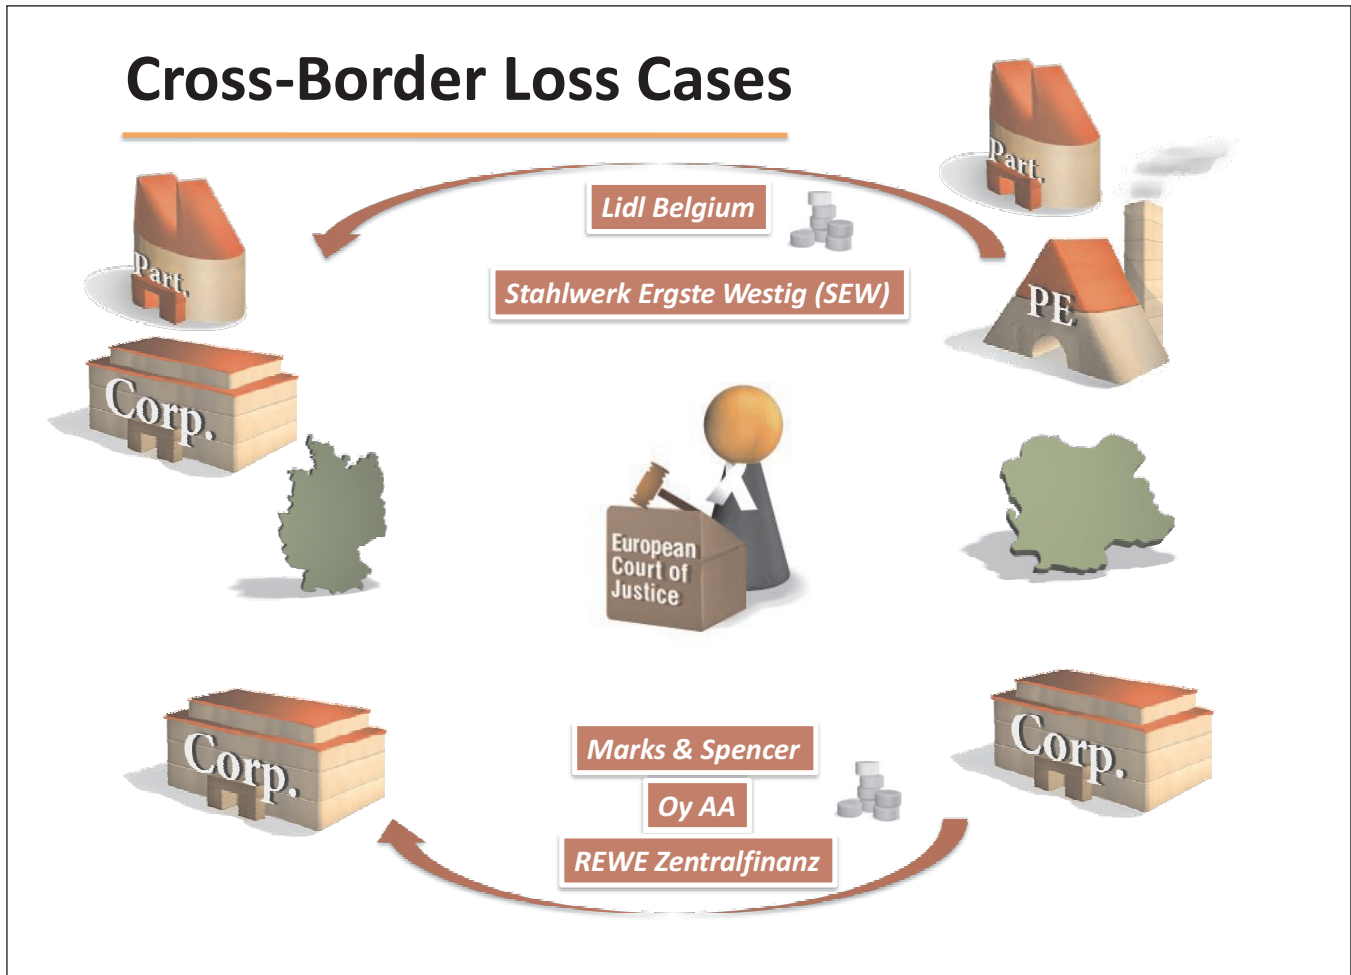 Cross-Border Loss Cases
Part.
Lidl Belgium
Part.
Stahlwerk Ergste Westig (SEW)
PE
Corp.
European
Court of
Justice
Corp.
Marks & Spencer
Corp.
Oy AA
REWE Zentralfinanz